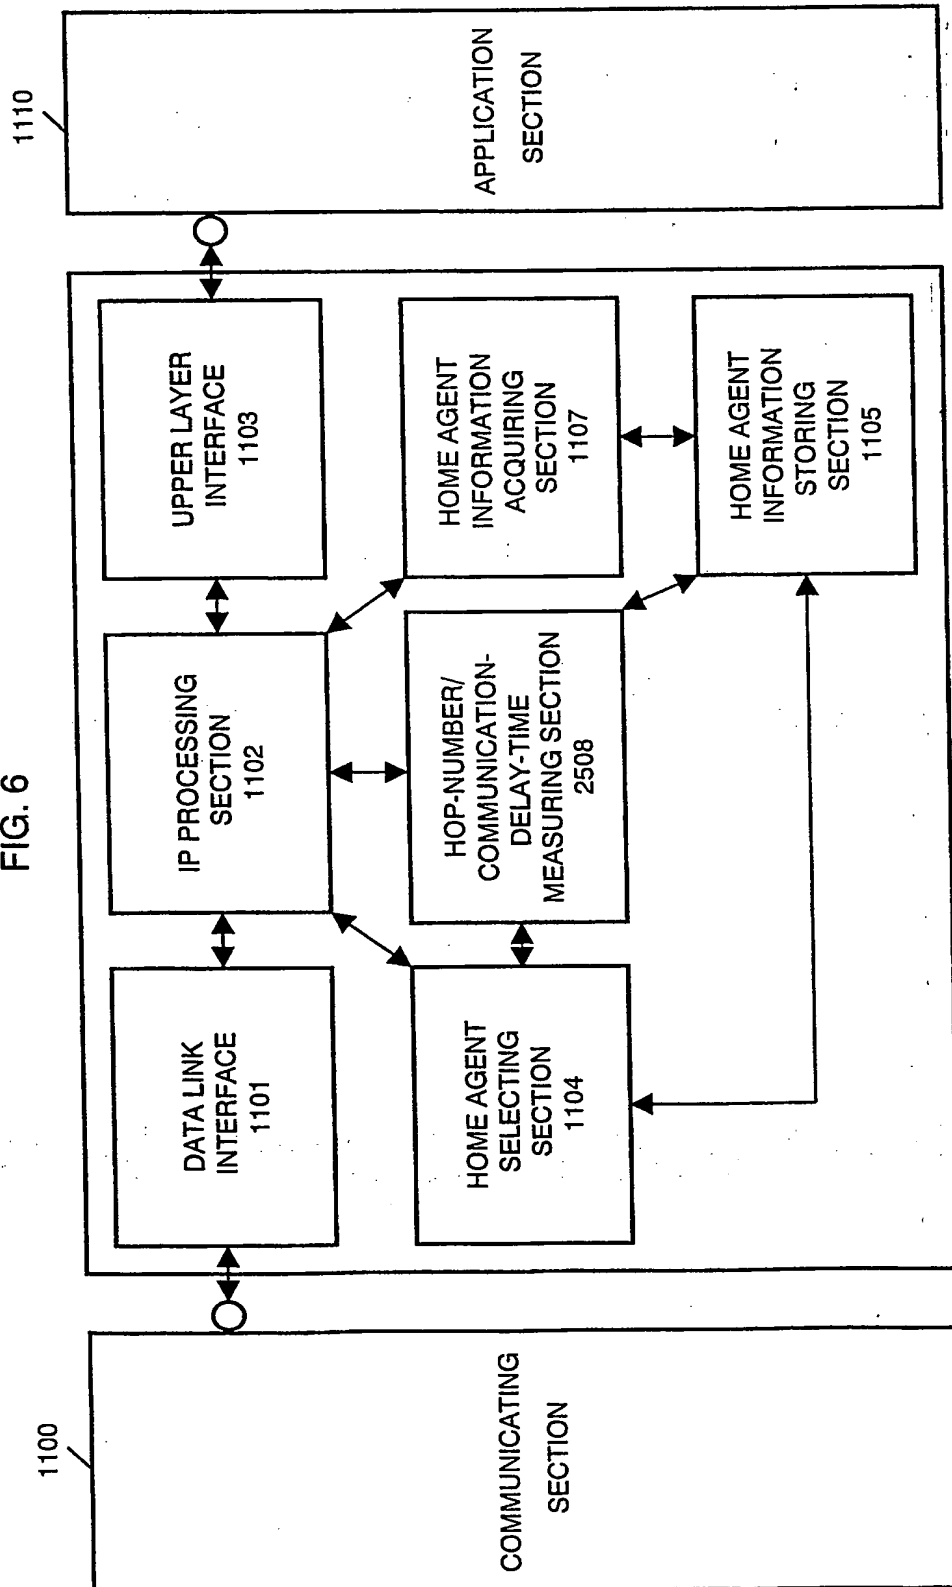 FIG. 6
1100
COMMUNICATING
SECTION
DATA LINK
INTERFACE
1101
IP PROCESSING
SECTION
1102
UPPER LAYER
INTERFACE
1103
HOME AGENT
SELECTING
SECTION
1104
HOP-NUMBER/
COMMUNICATION-
DELAY-TIME
MEASURING SECTION
2508
HOME AGENT
INFORMATION
ACQUIRING
SECTION
1107
HOME AGENT
INFORMATION
STORING
SECTION
1105
1110
APPLICATION
SECTION